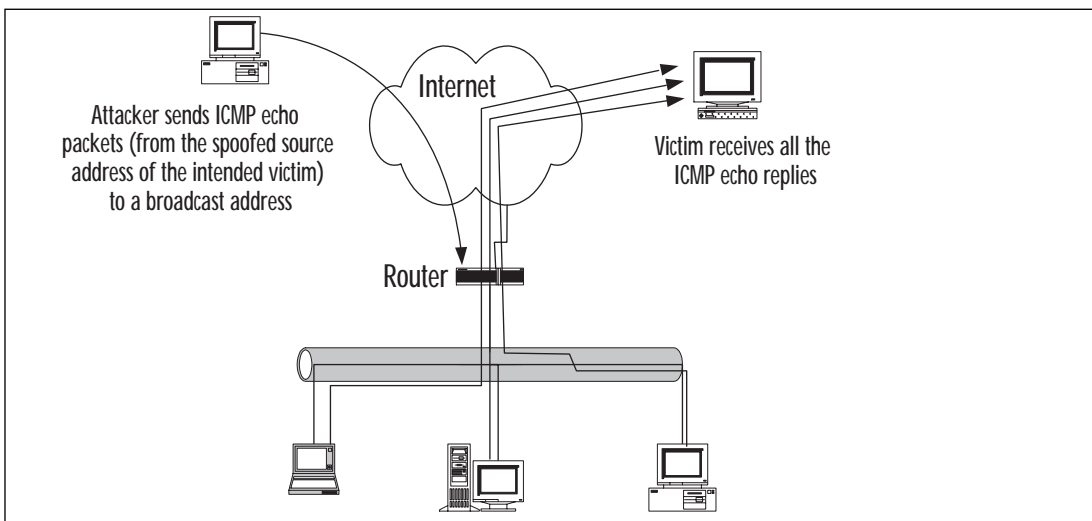 Internet
Attacker sends ICMP echo
packets (from the spoofed source
address of the intended victim)
to a broadcast address
Victim receives all the
ICMP echo replies
Router